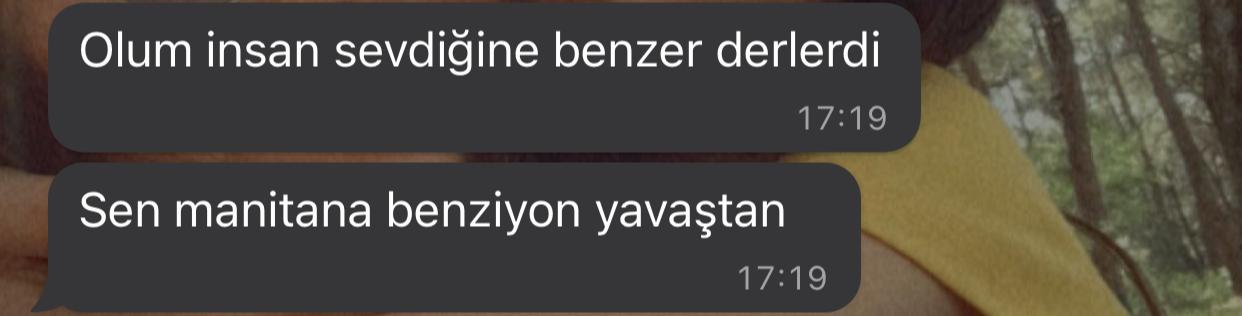 Olum insan sevdiğine benzer derlerdi
17:19
Sen manitana benziyon yavaştan
17:19